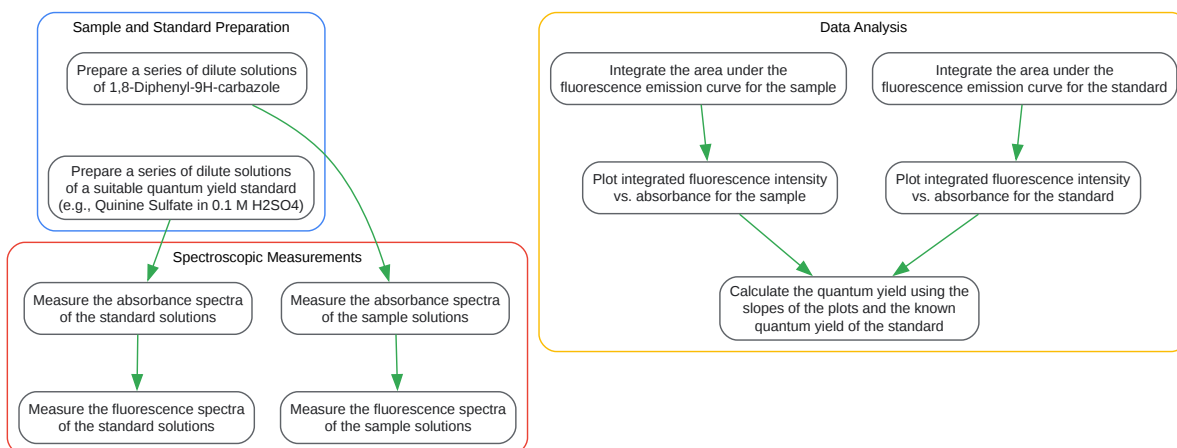 Sample and Standard Preparation
Prepare a series of dilute solutions
of 1,8-Diphenyl-9H-carbazole
Prepare a series of dilute solutions
of a suitable quantum yield standard
(e.g., Quinine Sulfate in 0.1 M H2SO4)
Spectroscopic Measurements
Measure the absorbance spectra
of the standard solutions
Measure the absorbance spectra
of the sample solutions
Measure the fluorescence spectra
of the standard solutions
Measure the fluorescence spectra
of the sample solutions
Data Analysis
Integrate the area under the
fluorescence emission curve for the sample
Integrate the area under the
fluorescence emission curve for the standard
Plot integrated fluorescence intensity
vs. absorbance for the sample
Plot integrated fluorescence intensity
vs. absorbance for the standard
Calculate the quantum yield using the
slopes of the plots and the known
quantum yield of the standard